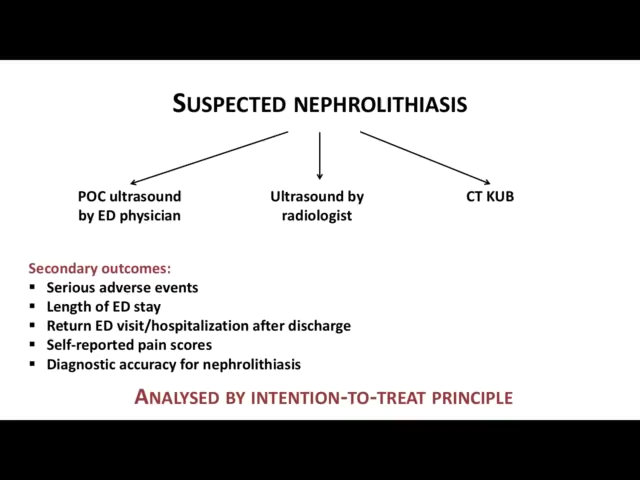 SUSPECTED NEPHROLITHIASIS
POC ultrasound
by ED physician
Ultrasound by
radiologist
CT KUB
Secondary outcomes:
▪ Serious adverse events
▪ Length of ED stay
▪ Return ED visit/hospitalization after discharge
▪ Self-reported pain scores
▪ Diagnostic accuracy for nephrolithiasis
ANALYSED BY INTENTION-TO-TREAT PRINCIPLE